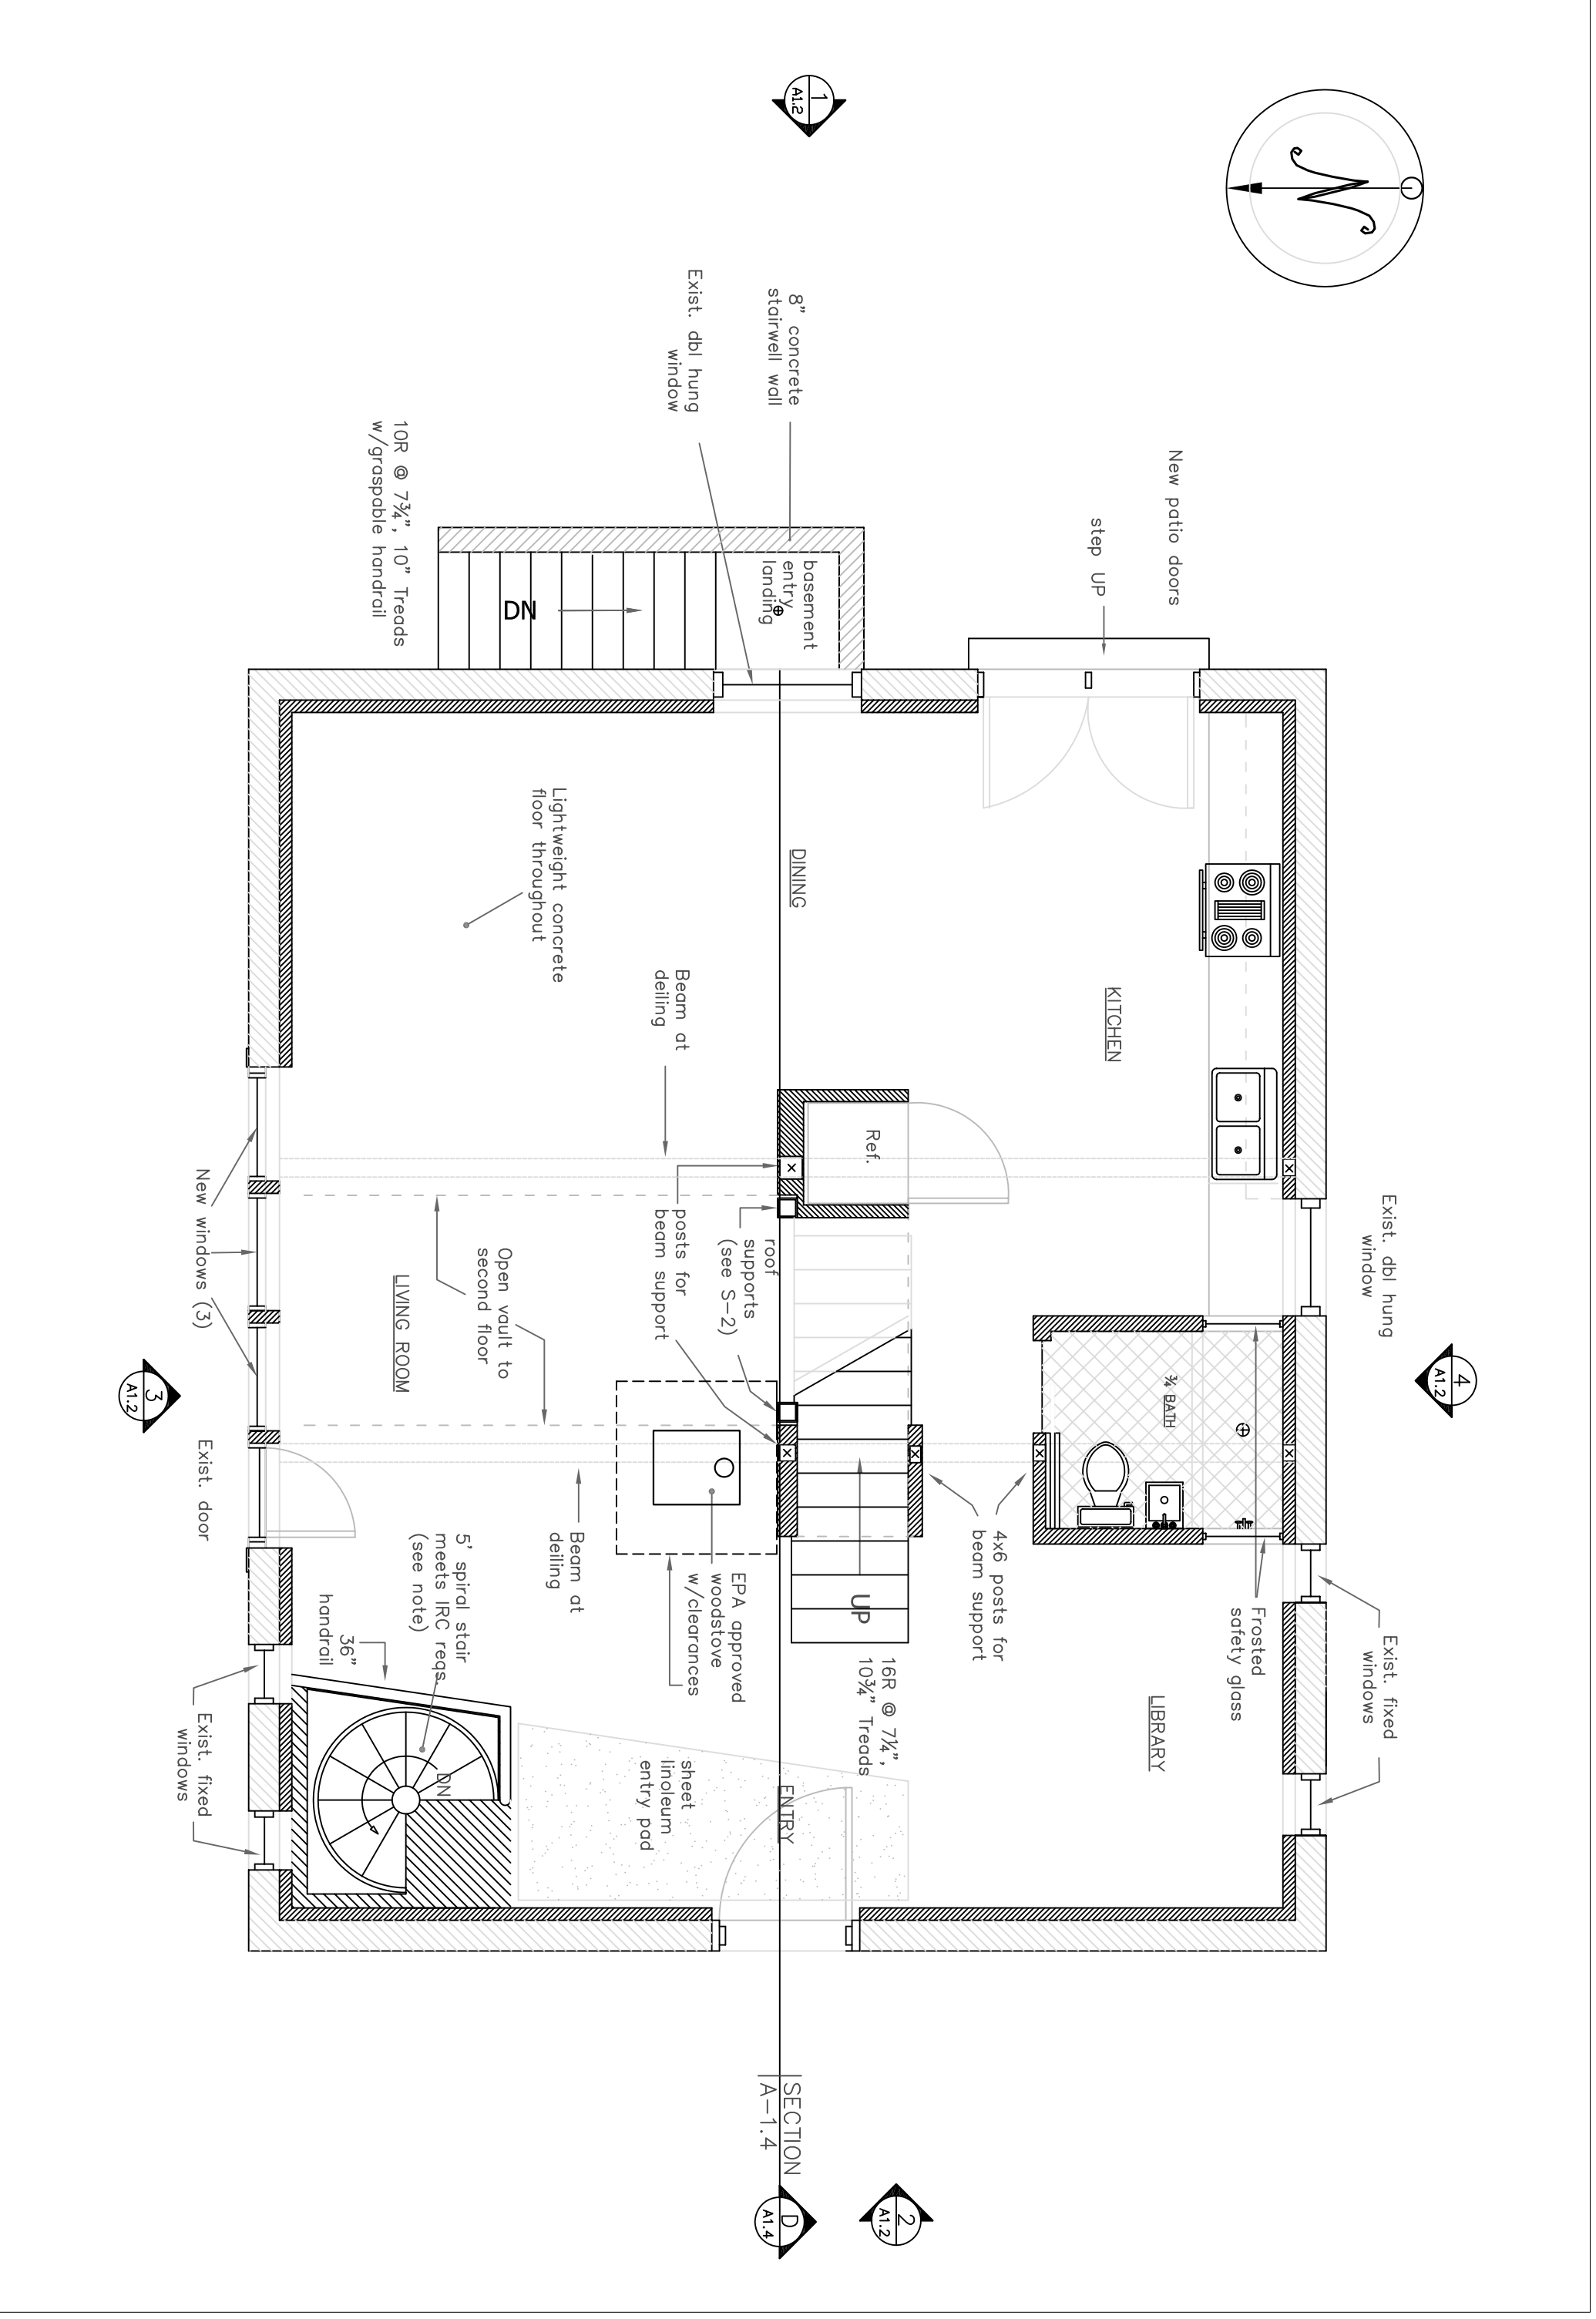 N
4
A1.2
Exist. dbl hung
window
Exist. fixed
windows
New patio doors
step UP
KITCHEN
¾ BATH
Frosted
safety glass
LIBRARY
4x6 posts for
beam support
Ref.
UP
16R @ 7¼",
10¾" Treads
1
A1.2
8" concrete
stairwell wall
basement
entry
landing
DINING
roof
supports
(see S-2)
ENTRY
SECTION
A-1.4
D
A1.4
2
A1.2
Exist. dbl hung
window
Beam at
deiling
posts for
beam support
EPA approved
woodstove
w/clearances
sheet
linoleum
entry pad
DN
Lightweight concrete
floor throughout
Open vault to
second floor
Beam at
deiling
10R @ 7¾", 10" Treads
w/graspable handrail
LIVING ROOM
5' spiral stair
meets IRC reqs.
(see note)
DN
36"
handrail
New windows (3)
Exist. door
Exist. fixed
windows
3
A1.2